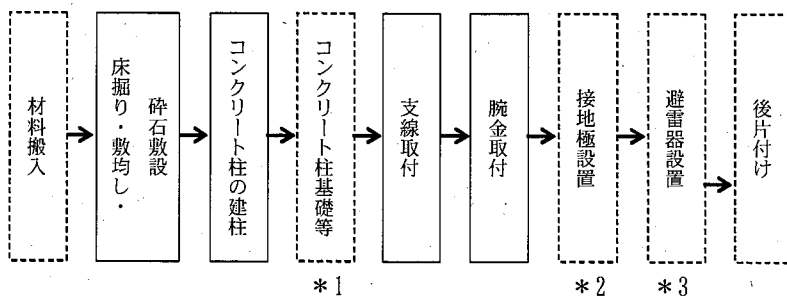 材料搬入
床掘り・敷均し・
砕石敷設
コンクリート柱の建柱
コンクリート柱基礎等
支線取付
腕金取付
接地極設置
避雷器設置
後片付け
*1
*2
*3